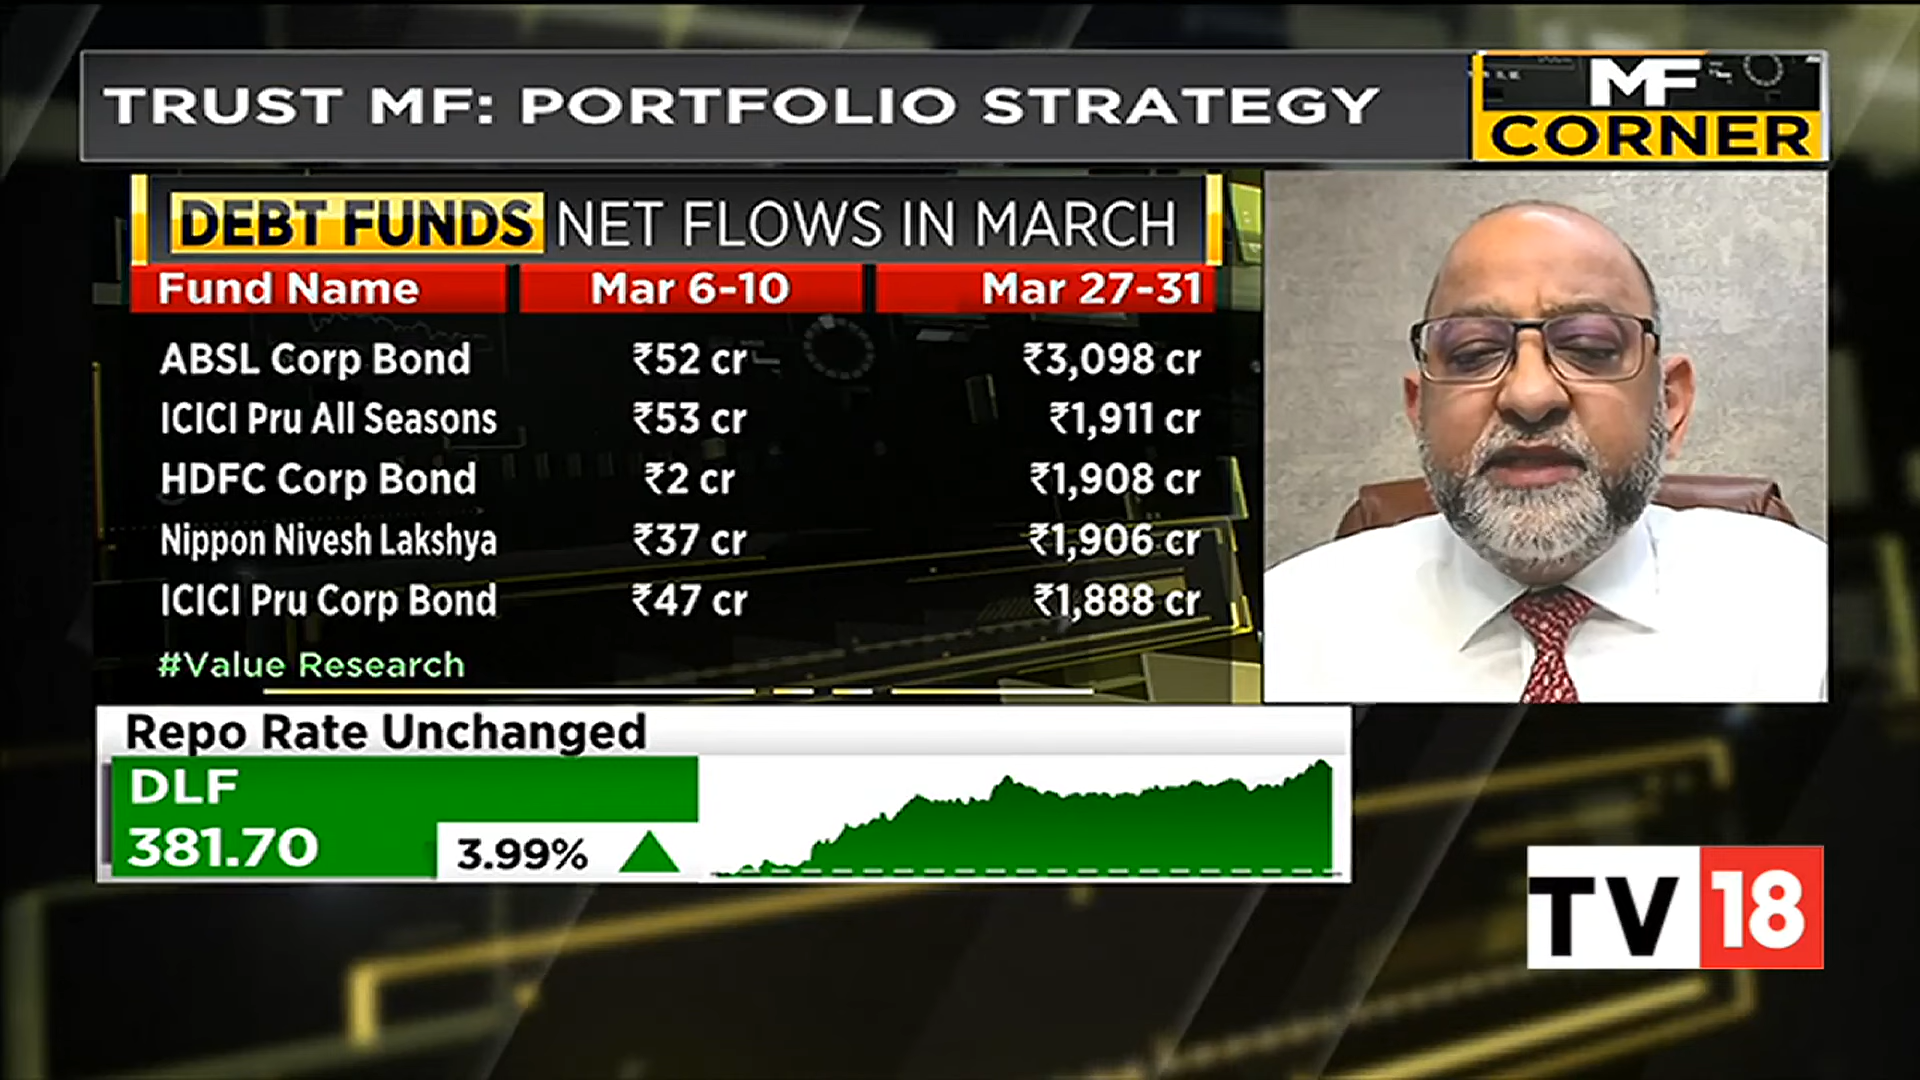 TRUST MF: PORTFOLIO STRATEGY
MF
CORNER
DEBT FUNDS NET FLOWS IN MARCH
Fund Name Mar 6-10 Mar 27-31
ABSL Corp Bond ₹52 cr ₹3,098 cr
ICICI Pru All Seasons ₹53 cr ₹1,911 cr
HDFC Corp Bond ₹2 cr ₹1,908 cr
Nippon Nivesh Lakshya ₹37 cr ₹1,906 cr
ICICI Pru Corp Bond ₹47 cr ₹1,888 cr
#Value Research
Repo Rate Unchanged
DLF
381.70 3.99%
TV18